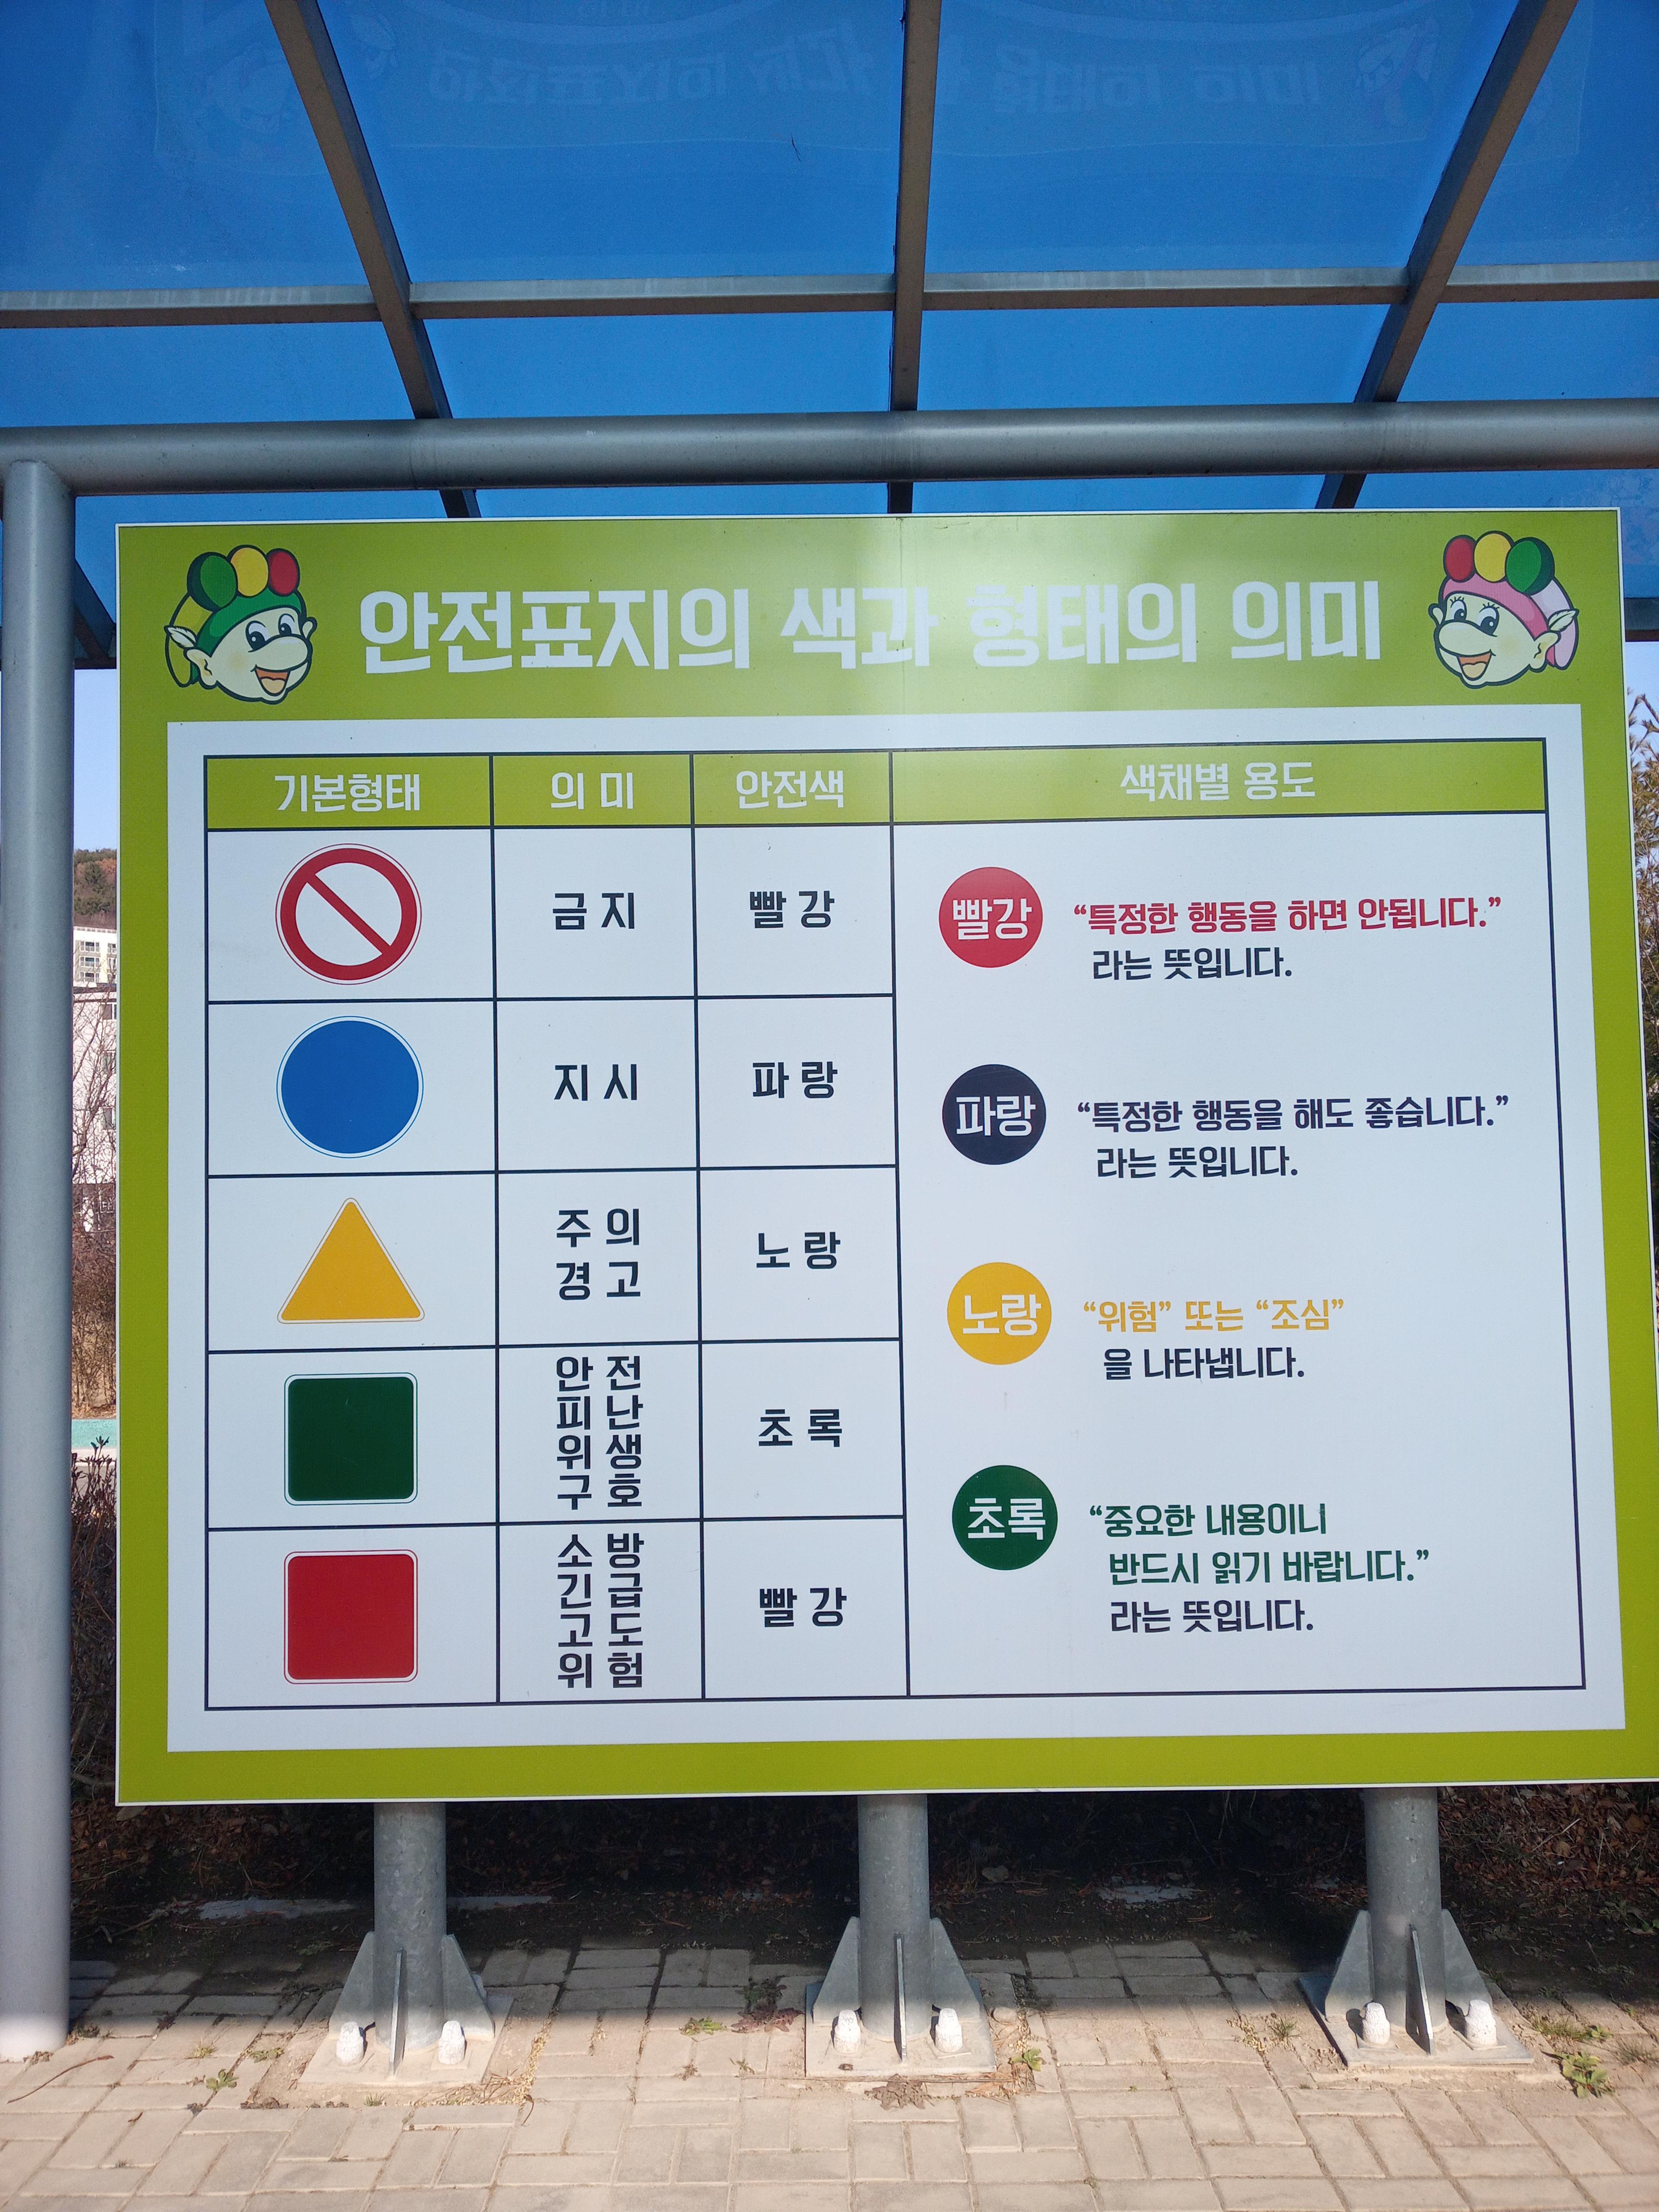 안전표지의 색과 형태의 의미
기본형태 의 미 안전색 색채별 용도
금 지 빨 강
지 시 파 랑
주 의
경 고
노 랑
안 전
피 난
위 생
구 호
초 록
소 방
긴 급
고 도
위 험
빨 강
빨강 “특정한 행동을 하면 안됩니다.”
라는 뜻입니다.
파랑 “특정한 행동을 해도 좋습니다.”
라는 뜻입니다.
노랑 “위험” 또는 “조심”
을 나타냅니다.
초록 “중요한 내용이니
반드시 읽기 바랍니다.”
라는 뜻입니다.